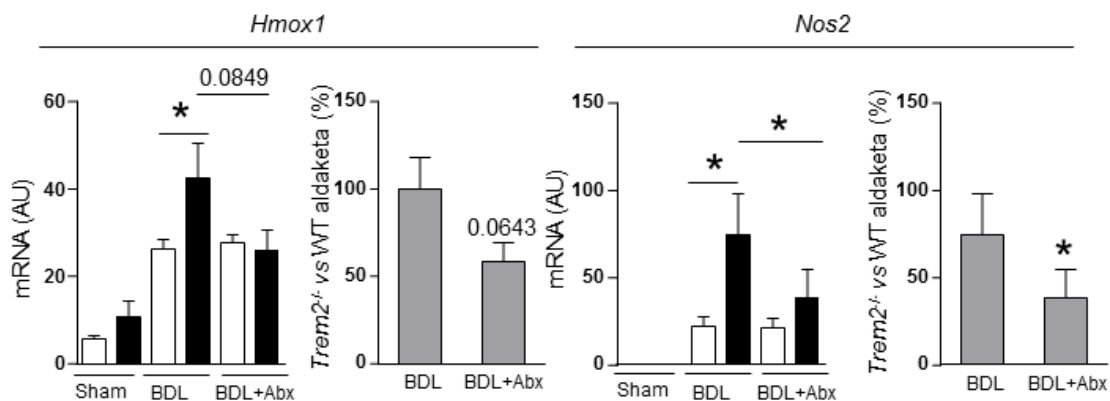 Hmox1
Nos2
mRNA (AU)
60
40
20
0
*
0.0849
Sham
BDL
BDL+Abx
Trem2-/- vs WT aldaketa (%)
150
100
50
0
0.0643
BDL
BDL+Abx
mRNA (AU)
150
100
50
0
*
*
Sham
BDL
BDL+Abx
Trem2-/- vs WT aldaketa (%)
150
100
50
0
*
BDL
BDL+Abx